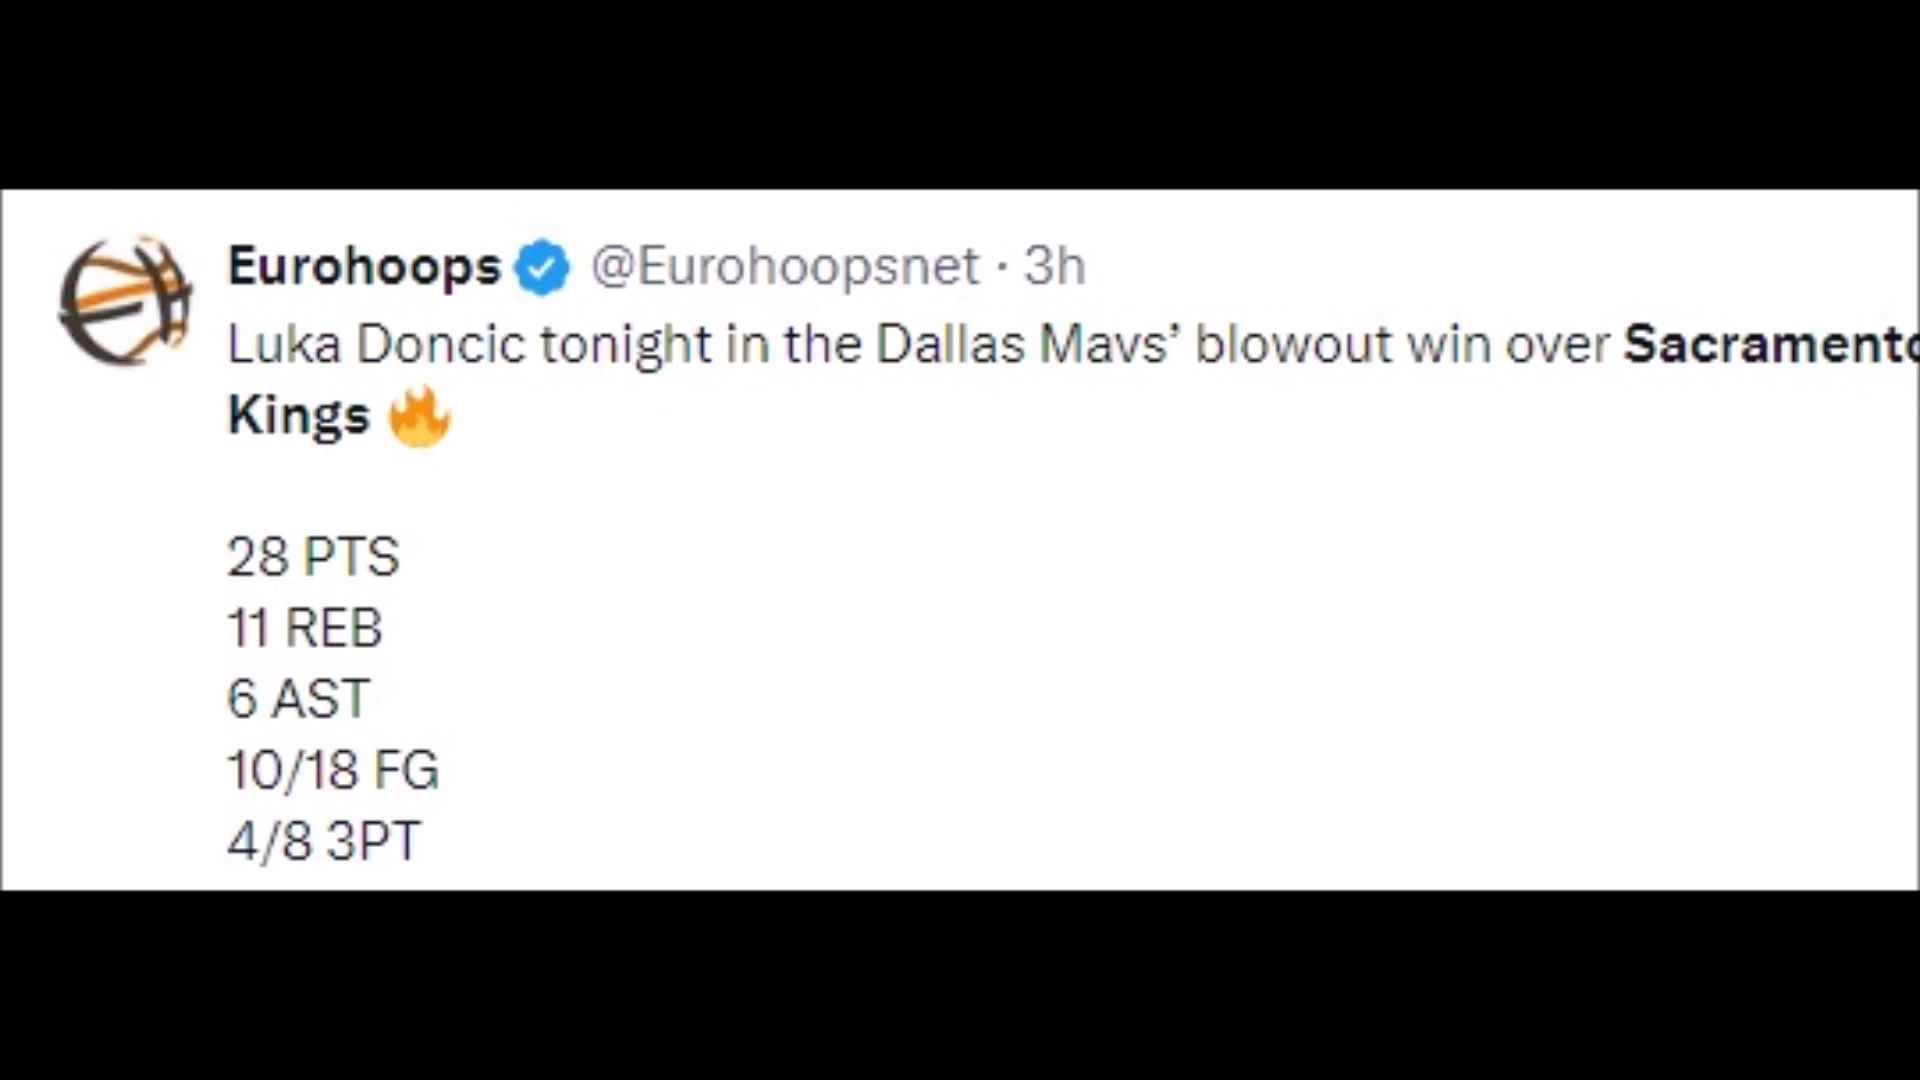 Eurohoops @Eurohoopsnet · 3h
Luka Doncic tonight in the Dallas Mavs’ blowout win over Sacramento
Kings 🔥
28 PTS
11 REB
6 AST
10/18 FG
4/8 3PT